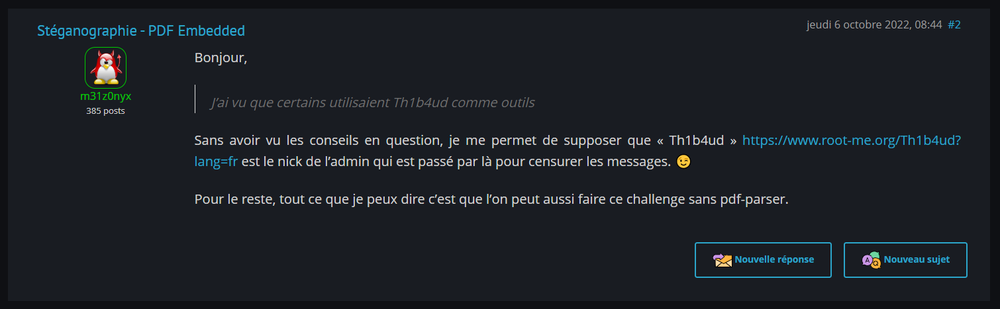 Stéganographie - PDF Embedded
jeudi 6 octobre 2022, 08:44 #2
m31z0nyx
385 posts
Bonjour,
J’ai vu que certains utilisaient Th1b4ud comme outils
Sans avoir vu les conseils en question, je me permet de supposer que « Th1b4ud » https://www.root-me.org/Th1b4ud?
lang=fr est le nick de l’admin qui est passé par là pour censurer les messages. 😉
Pour le reste, tout ce que je peux dire c’est que l’on peut aussi faire ce challenge sans pdf-parser.
Nouvelle réponse
A Q Nouveau sujet